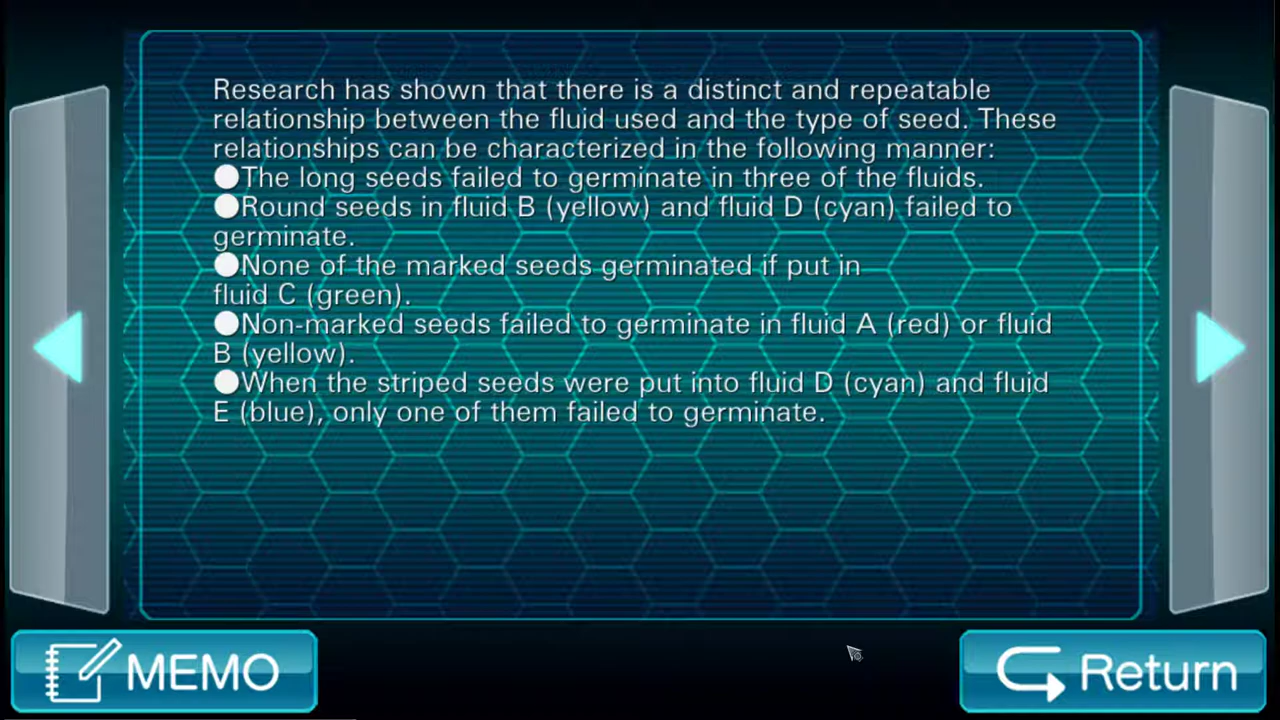 Research has shown that there is a distinct and repeatable
relationship between the fluid used and the type of seed. These
relationships can be characterized in the following manner:
●The long seeds failed to germinate in three of the fluids.
●Round seeds in fluid B (yellow) and fluid D (cyan) failed to
germinate.
●None of the marked seeds germinated if put in
fluid C (green).
●Non-marked seeds failed to germinate in fluid A (red) or fluid
B (yellow).
●When the striped seeds were put into fluid D (cyan) and fluid
E (blue), only one of them failed to germinate.
MEMO
Return